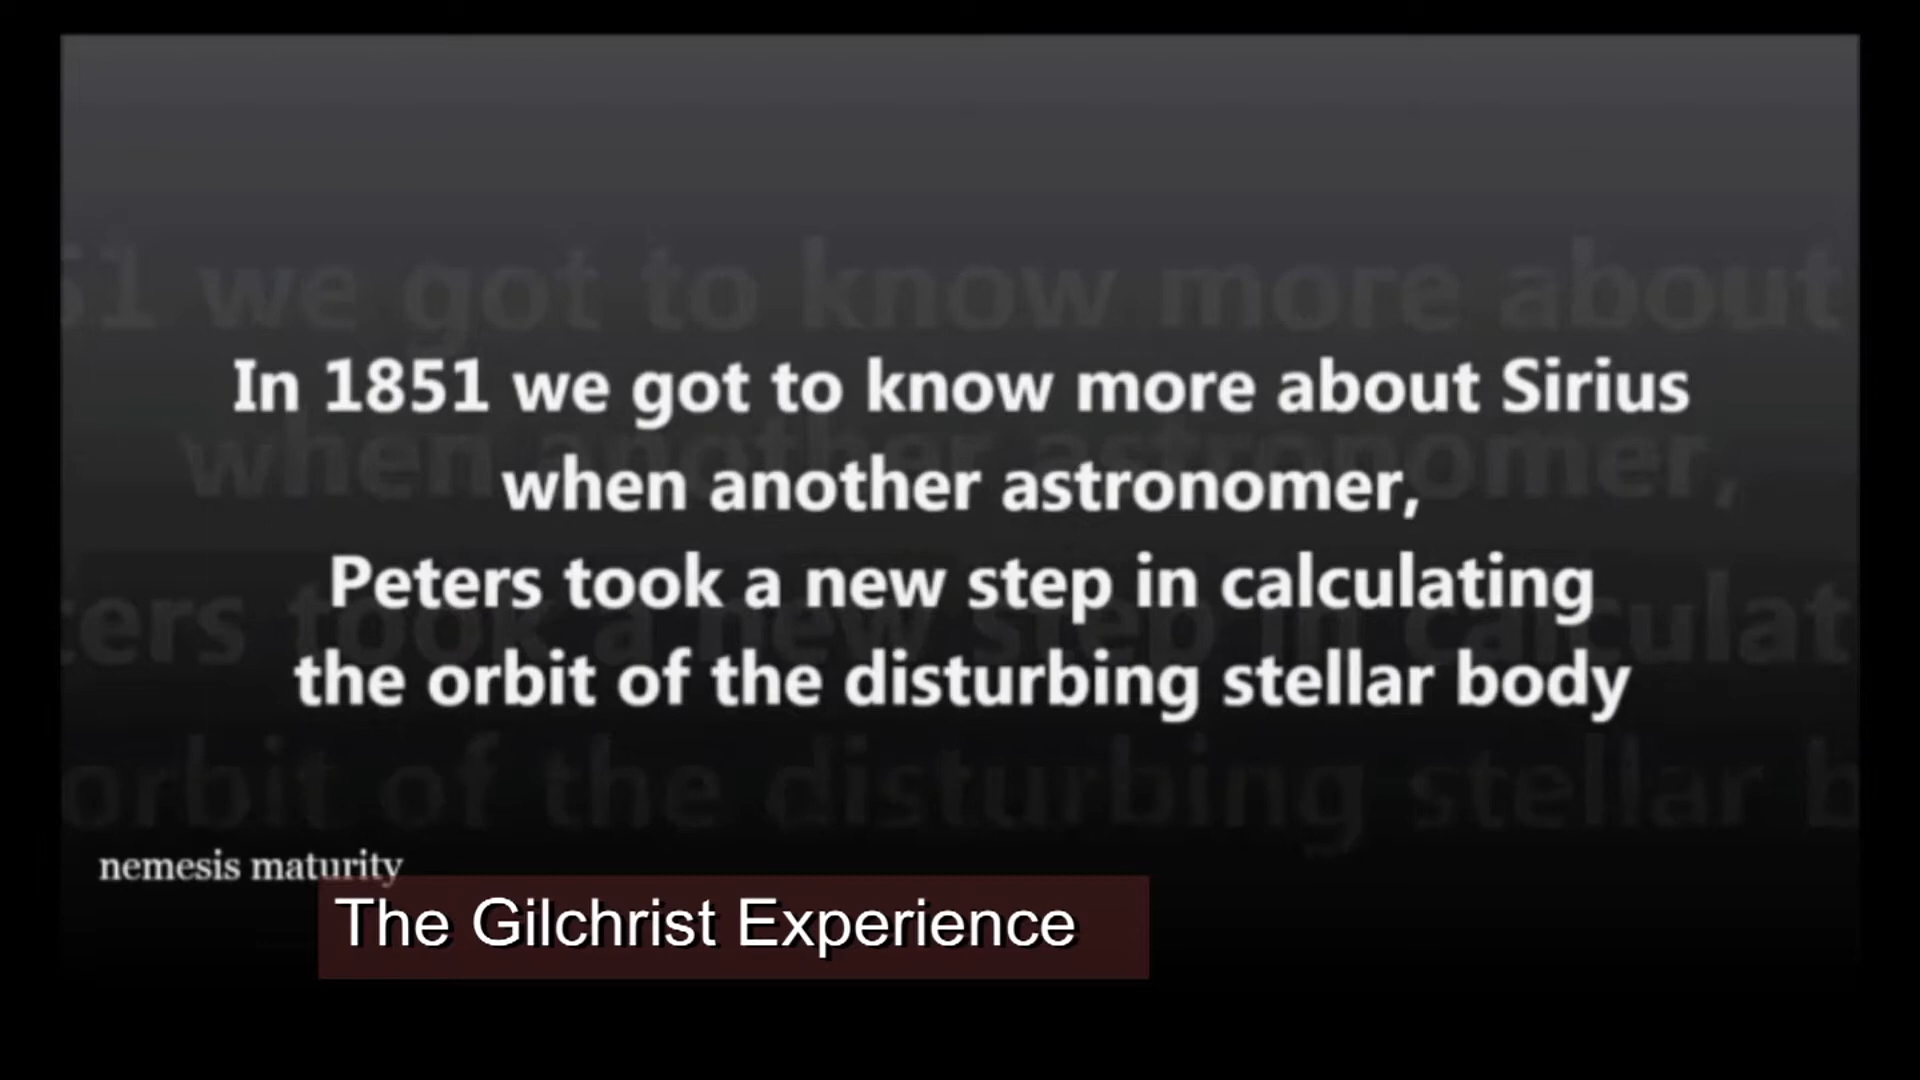 In 1851 we got to know more about Sirius
when another astronomer,
Peters took a new step in calculating
the orbit of the disturbing stellar body
nemesis maturity
The Gilchrist Experience